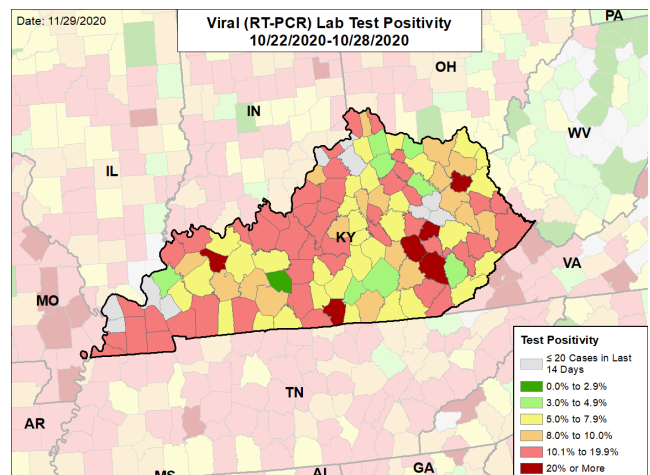 Date: 11/29/2020
Viral (RT-PCR) Lab Test Positivity
10/22/2020-10/28/2020
PA
OH
IN
WV
IL
KY
VA
MO
TN
AR
MS
AL
GA
Test Positivity
≤ 20 Cases in Last
14 Days
0.0% to 2.9%
3.0% to 4.9%
5.0% to 7.9%
8.0% to 10.0%
10.1% to 19.9%
20% or More